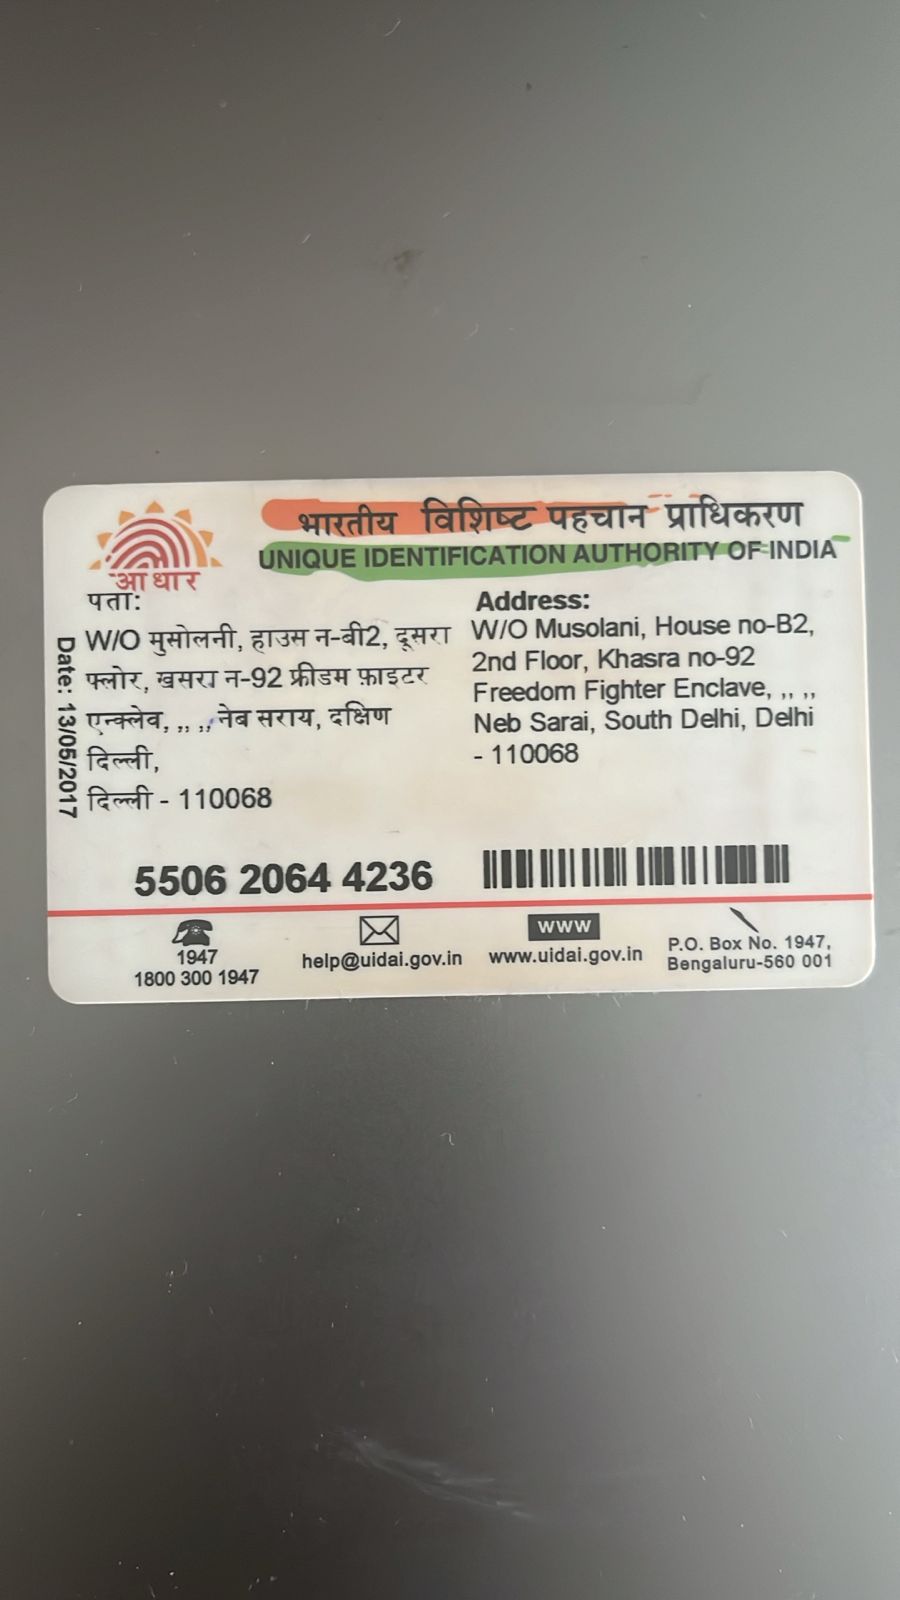 भारतीय विशिष्ट पहचान प्राधिकरण
UNIQUE IDENTIFICATION AUTHORITY OF INDIA
आधार
पता:
W/O मुसोलनी, हाउस न-बी2, दूसरा
फ्लोर, खसरा न-92 फ्रीडम फ़ाइटर
एन्क्लेव, ,, ,, नेब सराय, दक्षिण
दिल्ली,
दिल्ली - 110068
Address:
W/O Musolani, House no-B2,
2nd Floor, Khasra no-92
Freedom Fighter Enclave, ,, ,,
Neb Sarai, South Delhi, Delhi
- 110068
Date: 13/05/2017
5506 2064 4236
1947
1800 300 1947
help@uidai.gov.in
www
www.uidai.gov.in
P.O. Box No. 1947,
Bengaluru-560 001